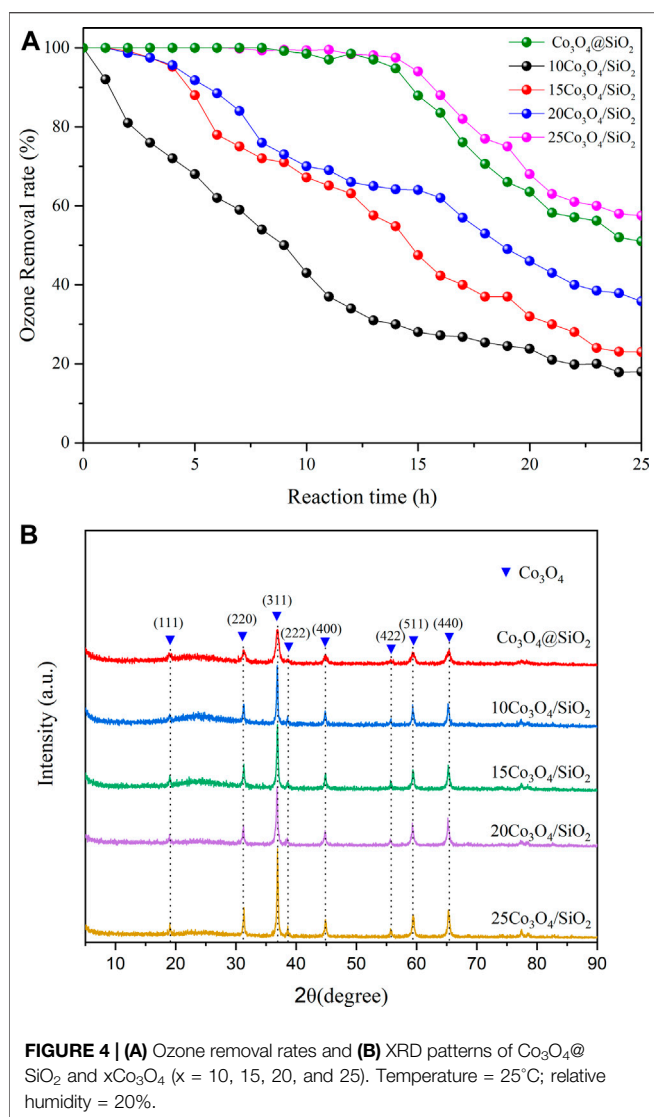 A
100
80
60
40
20
0
Ozone Removal rate (%)
Co₃O₄@SiO₂
10Co₃O₄/SiO₂
15Co₃O₄/SiO₂
20Co₃O₄/SiO₂
25Co₃O₄/SiO₂
0 5 10 15 20 25
Reaction time (h)
B
Co₃O₄
(111) (220) (311) (222) (400) (422) (511) (440)
Intensity (a.u.)
Co₃O₄@SiO₂
10Co₃O₄/SiO₂
15Co₃O₄/SiO₂
20Co₃O₄/SiO₂
25Co₃O₄/SiO₂
10 20 30 40 50 60 70 80 90
2θ(degree)
FIGURE 4 | (A) Ozone removal rates and (B) XRD patterns of Co₃O₄@
SiO₂ and xCo₃O₄ (x = 10, 15, 20, and 25). Temperature = 25°C; relative
humidity = 20%.